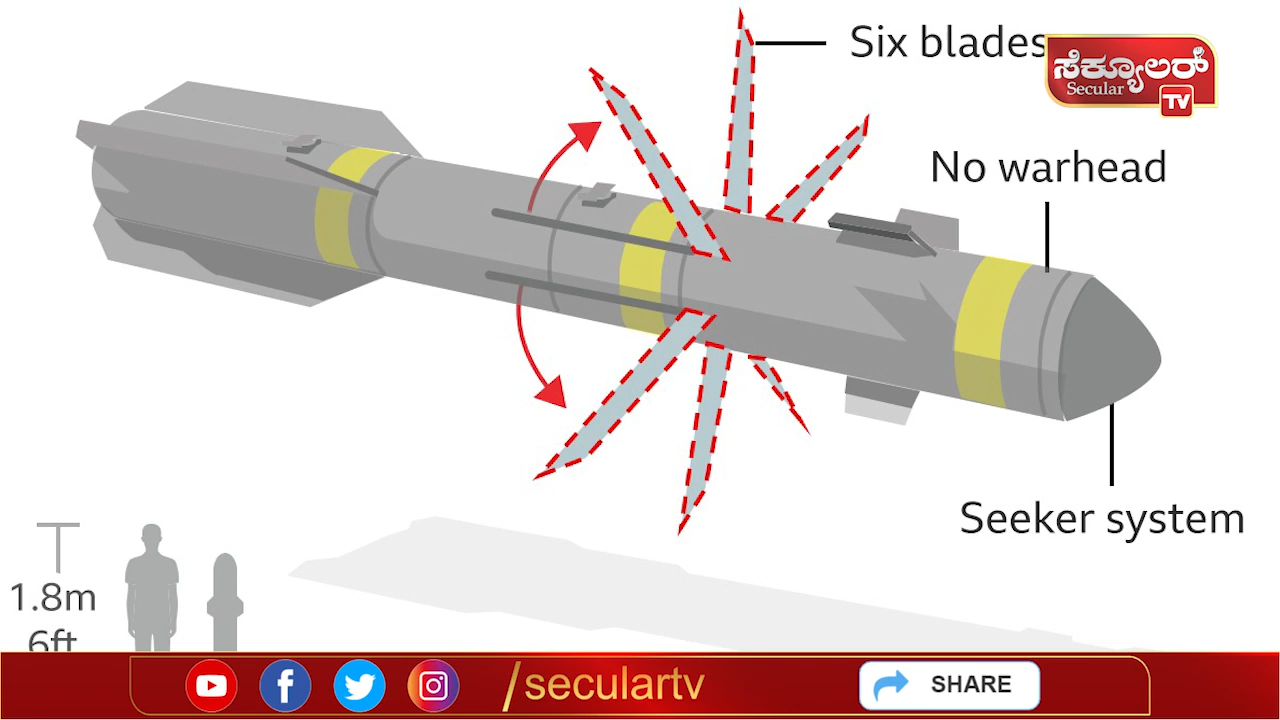 Six blades
ಸೆಕ್ಯೂಲರ್
Secular
TV
No warhead
Seeker system
1.8m
6ft
/seculartv
SHARE